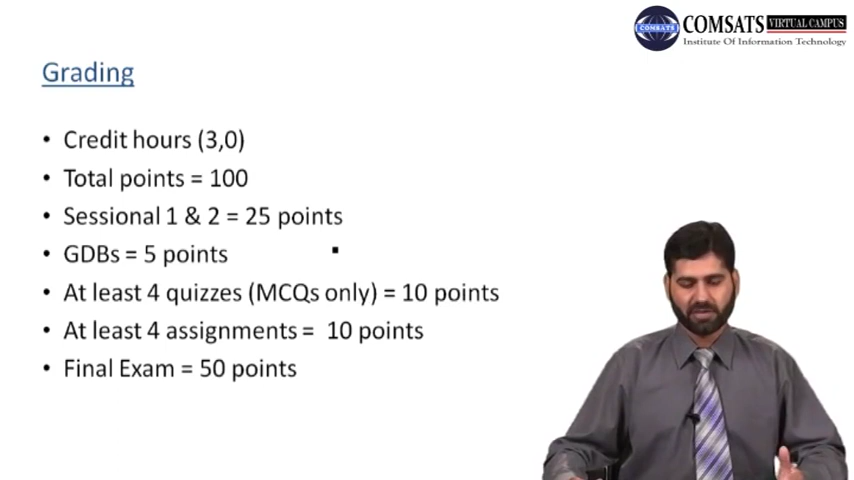 COMSATS VIRTUAL CAMPUS
COMSATS
Institute Of Information Technology
Grading
• Credit hours (3,0)
• Total points = 100
• Sessional 1 & 2 = 25 points
• GDBs = 5 points
• At least 4 quizzes (MCQs only) = 10 points
• At least 4 assignments =  10 points
• Final Exam = 50 points